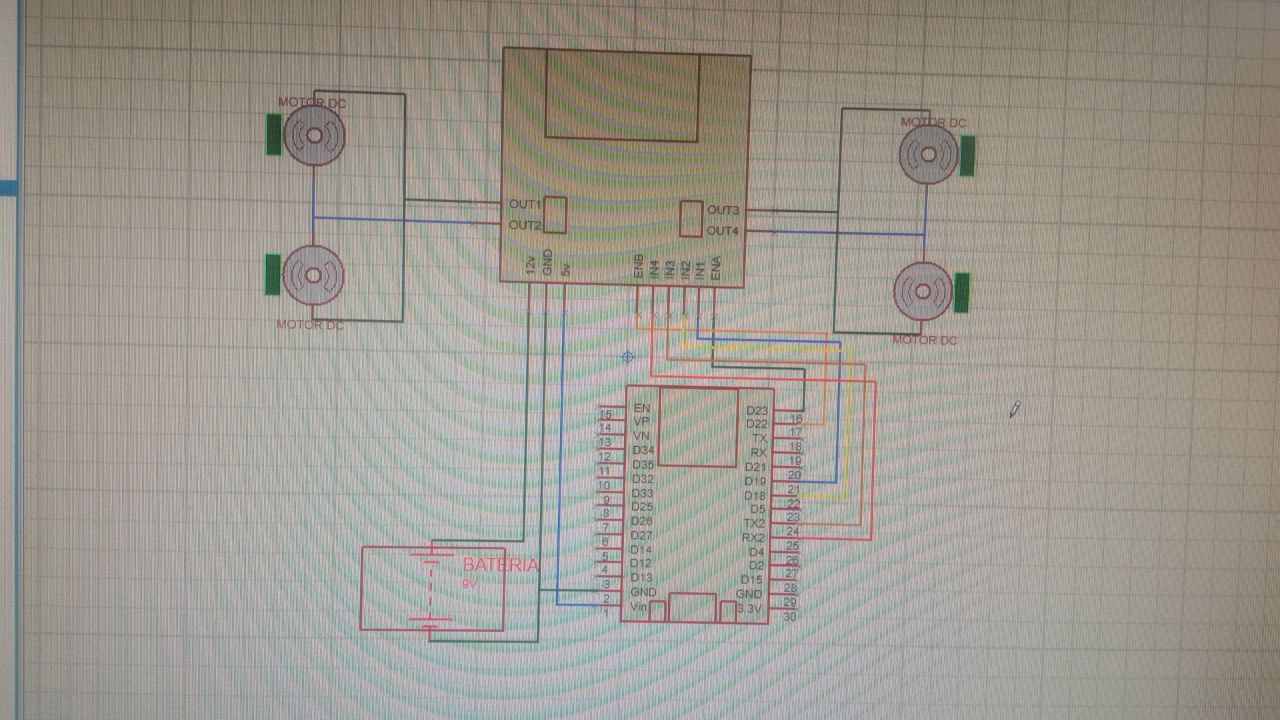 MOTOR DC
MOTOR DC
OUT1
OUT2
OUT3
OUT4
12v
GND
5v
ENB
IN4
IN3
IN2
IN1
ENA
MOTOR DC
MOTOR DC
EN
VP
VN
D34
D35
D32
D33
D25
D26
D27
D14
D12
D13
GND
Vin
15
14
13
12
11
10
9
8
7
6
5
4
3
2
1
D23
D22
TX
RX
D21
D19
D18
D5
TX2
RX2
D4
D2
D15
GND
3.3V
16
17
18
19
20
21
22
23
24
25
26
27
28
29
30
BATERIA
9V